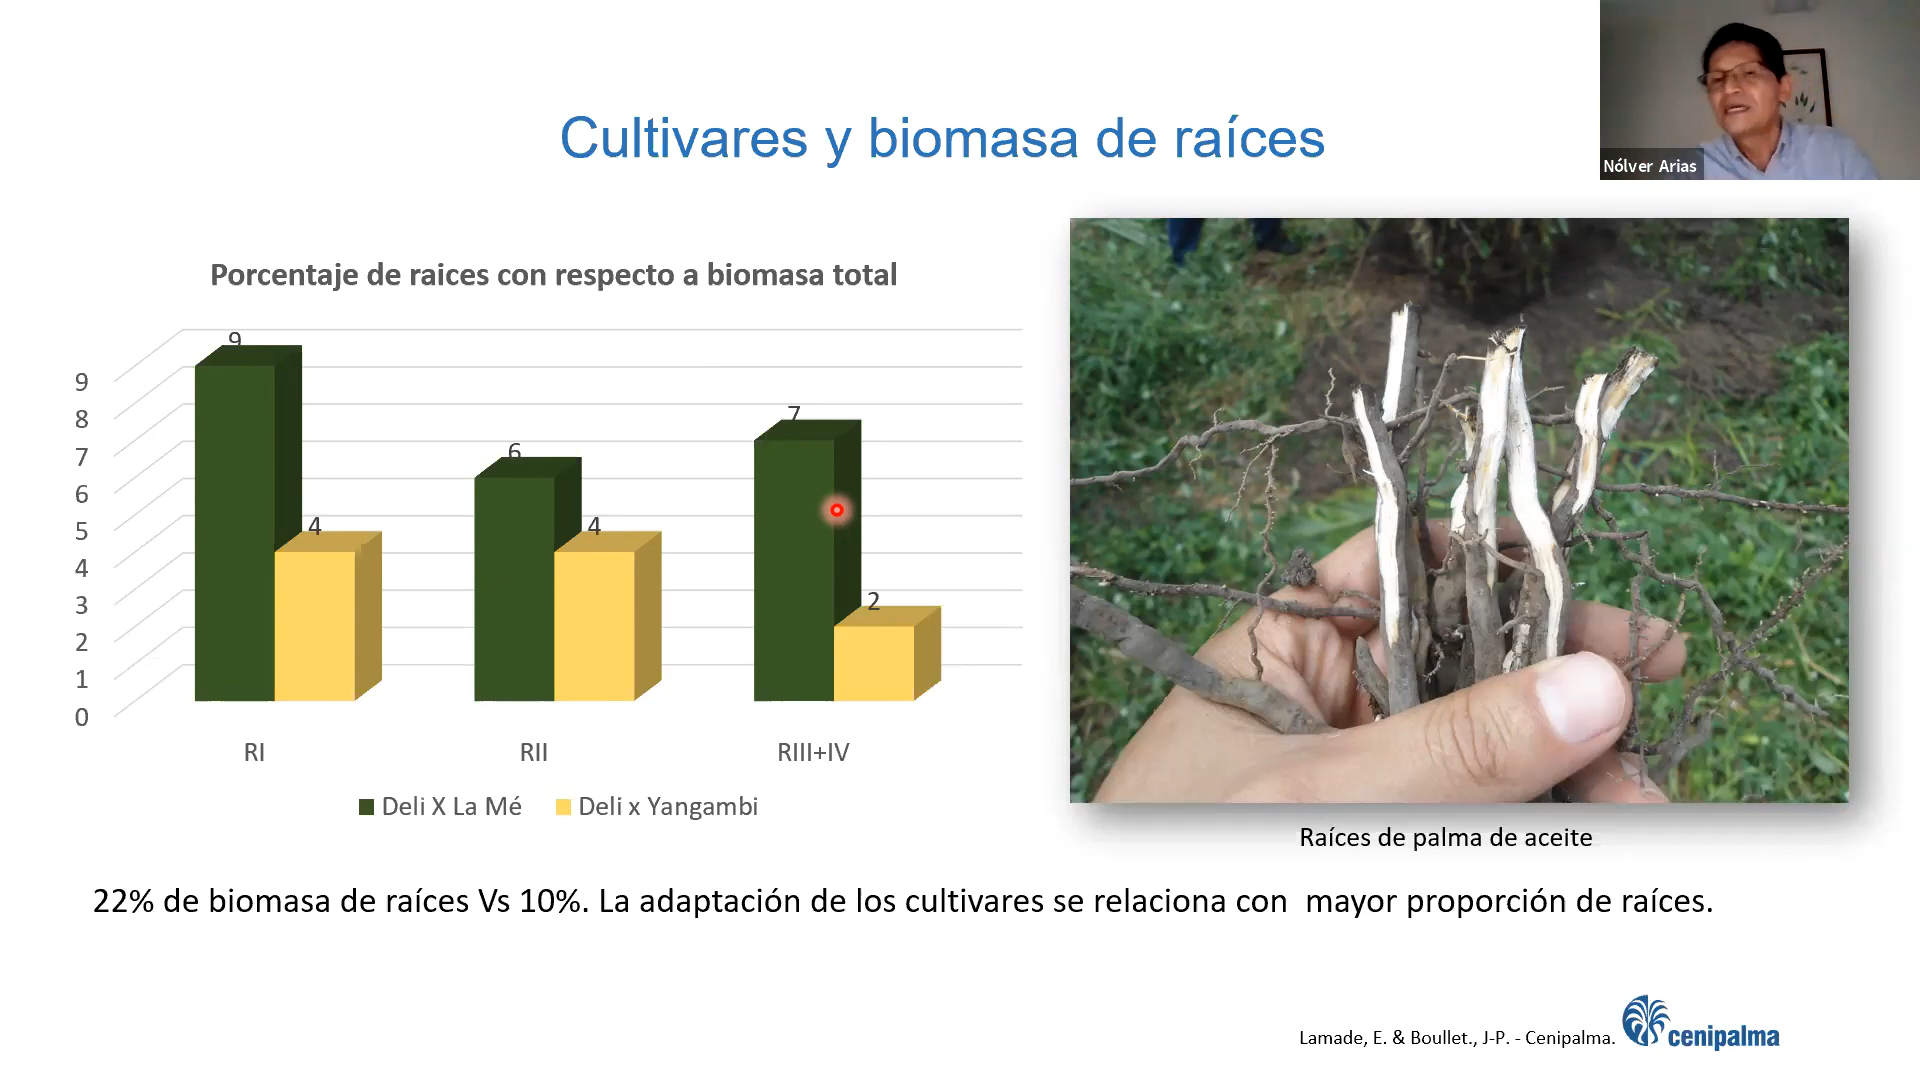 Nólver Arias
Cultivares y biomasa de raíces
Porcentaje de raices con respecto a biomasa total
9
8
7
6
5
4
3
2
1
0
9
4
6
4
7
2
RI
RII
RIII+IV
Deli X La Mé
Deli x Yangambi
Raíces de palma de aceite
22% de biomasa de raíces Vs 10%. La adaptación de los cultivares se relaciona con  mayor proporción de raíces.
Lamade, E. & Boullet., J-P. - Cenipalma.
cenipalma